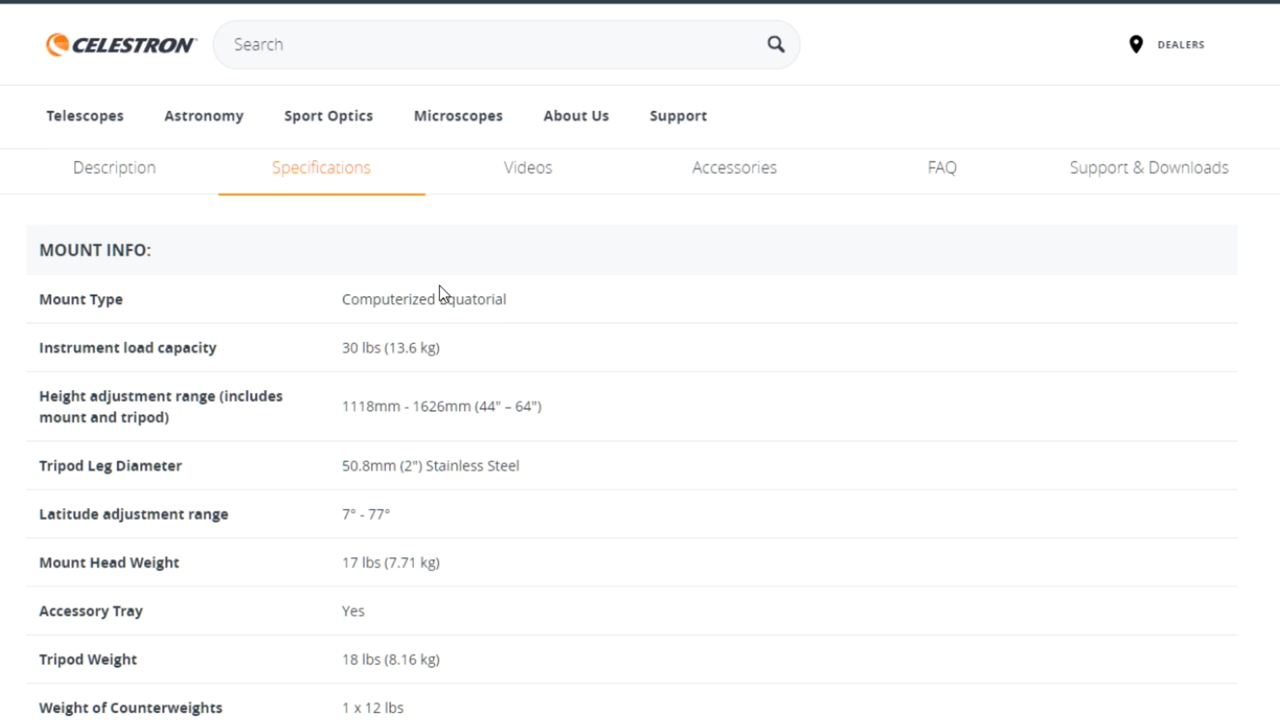 CELESTRON
Search
DEALERS
Telescopes
Astronomy
Sport Optics
Microscopes
About Us
Support
Description
Specifications
Videos
Accessories
FAQ
Support & Downloads
MOUNT INFO:
Mount Type
Computerized Equatorial
Instrument load capacity
30 lbs (13.6 kg)
Height adjustment range (includes
mount and tripod)
1118mm - 1626mm (44" – 64")
Tripod Leg Diameter
50.8mm (2") Stainless Steel
Latitude adjustment range
7° - 77°
Mount Head Weight
17 lbs (7.71 kg)
Accessory Tray
Yes
Tripod Weight
18 lbs (8.16 kg)
Weight of Counterweights
1 x 12 lbs